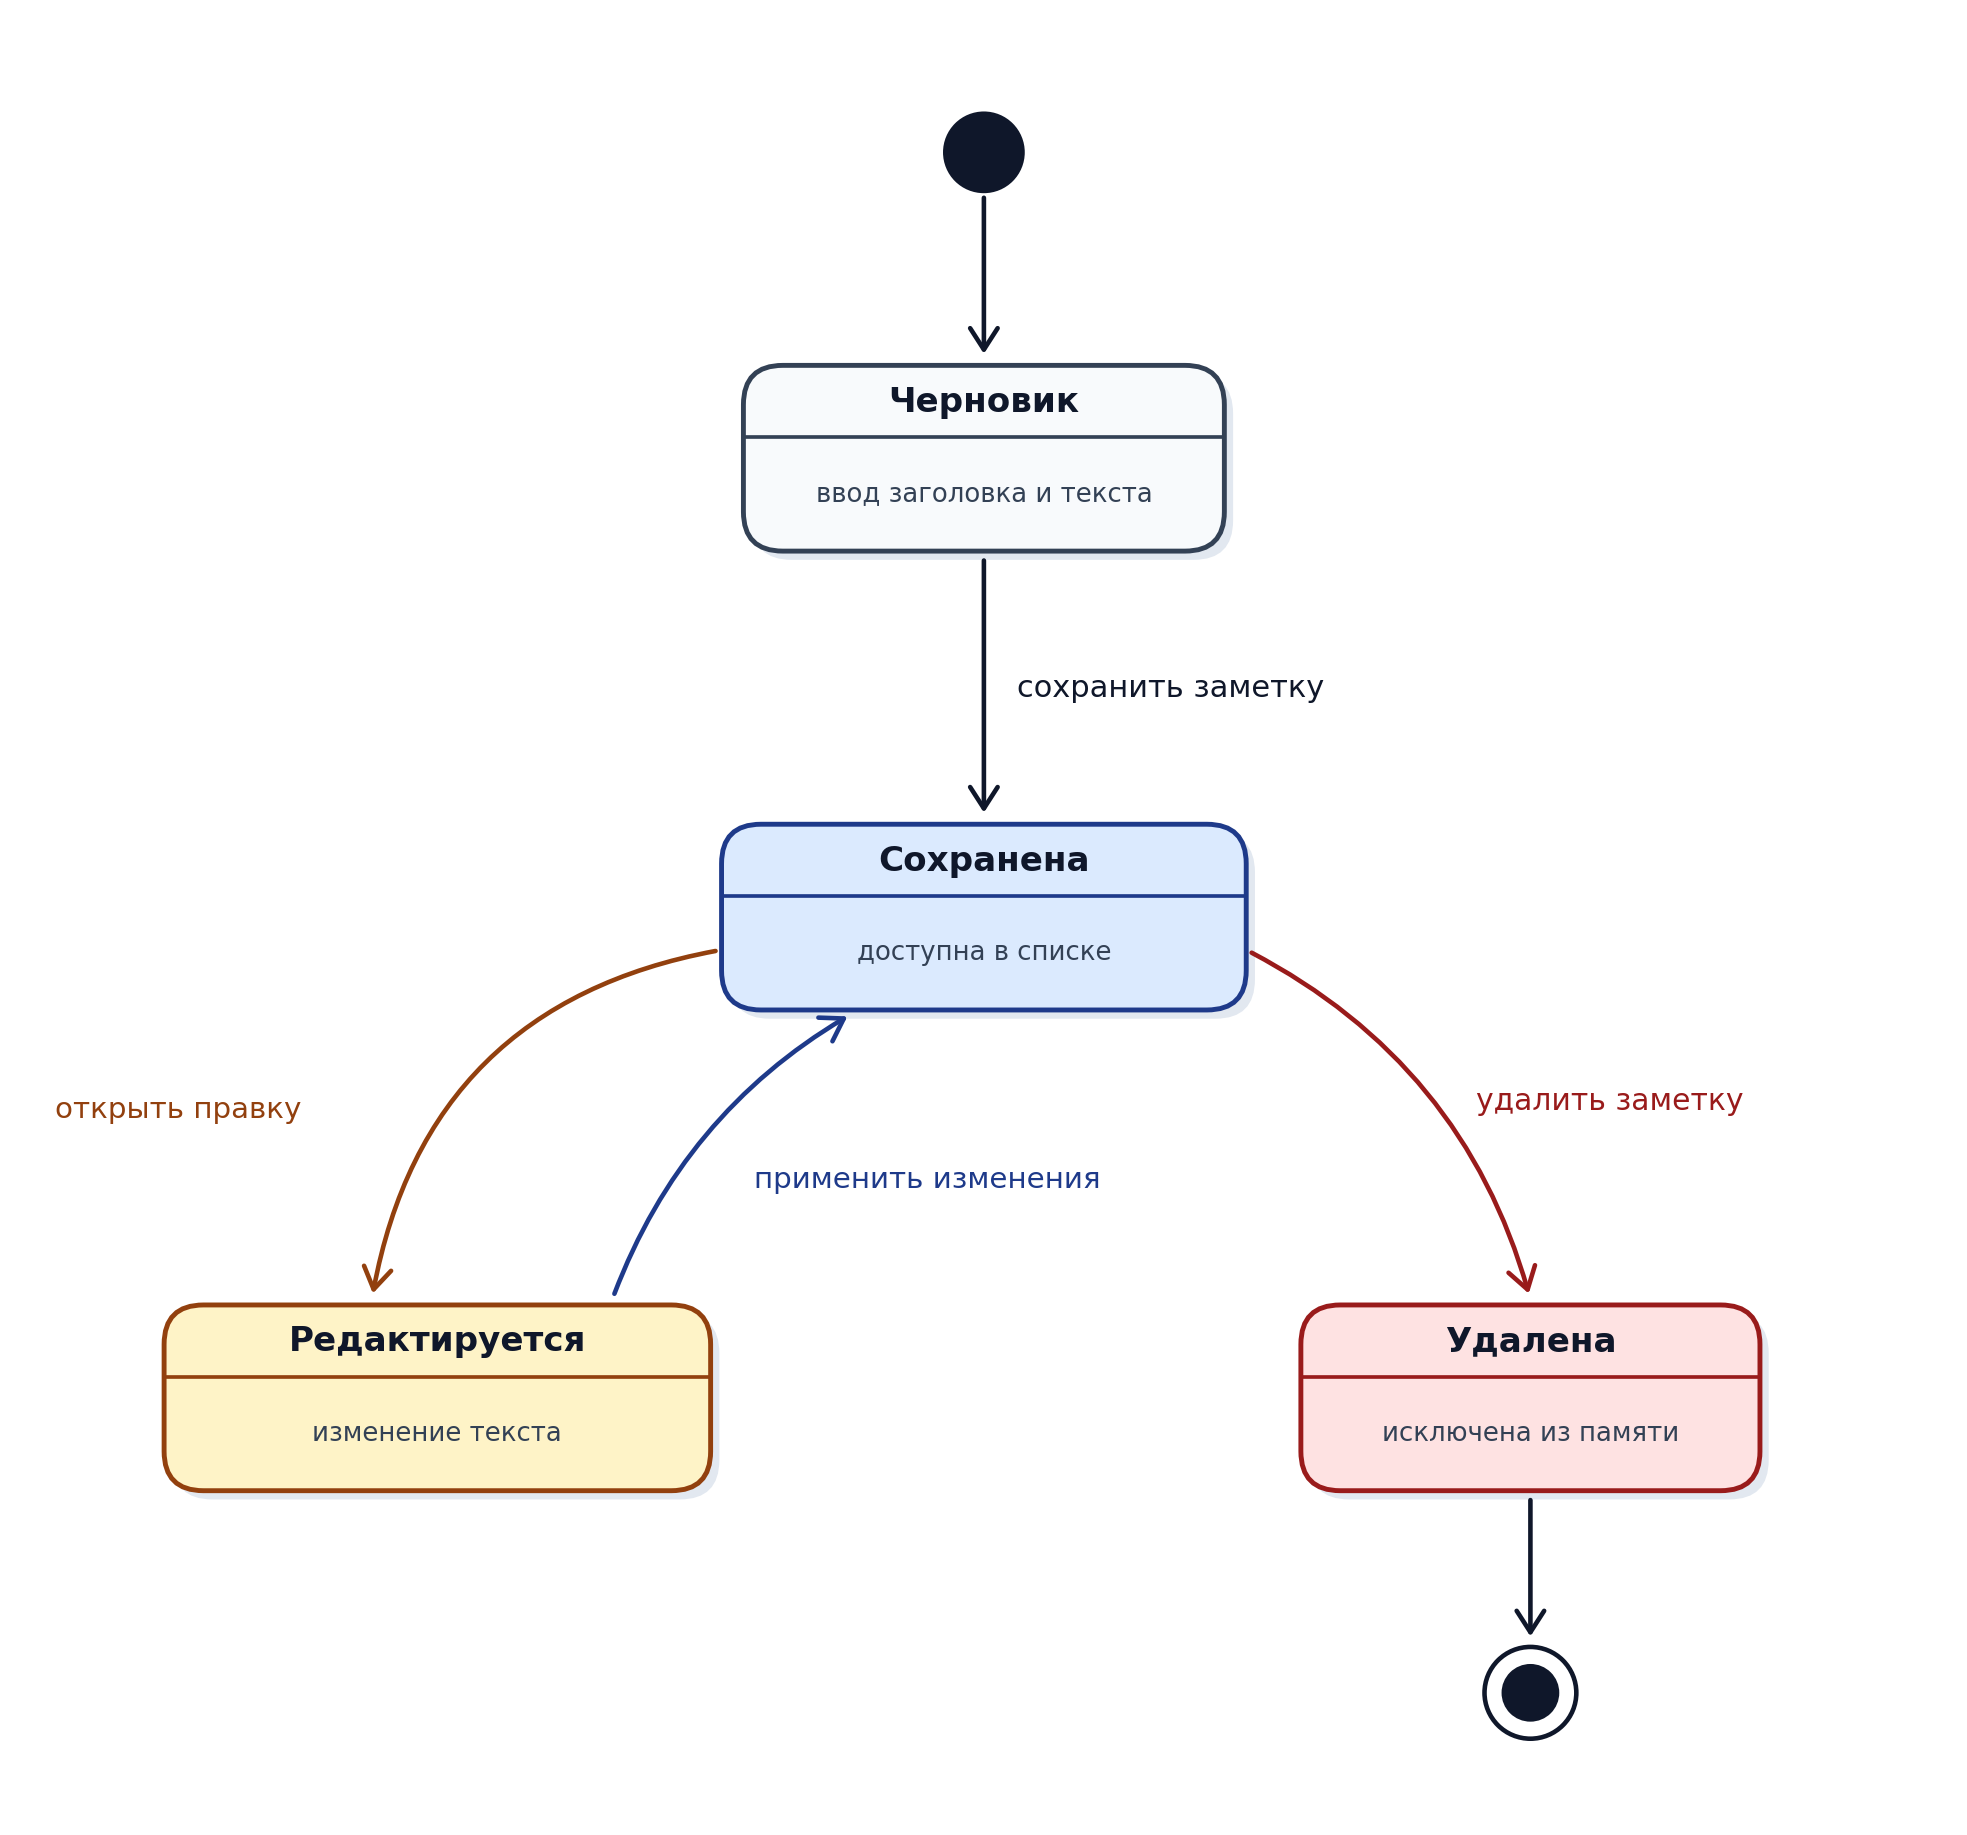 Черновик
ввод заголовка и текста
сохранить заметку
Сохранена
доступна в списке
открыть правку
удалить заметку
применить изменения
Редактируется
изменение текста
Удалена
исключена из памяти